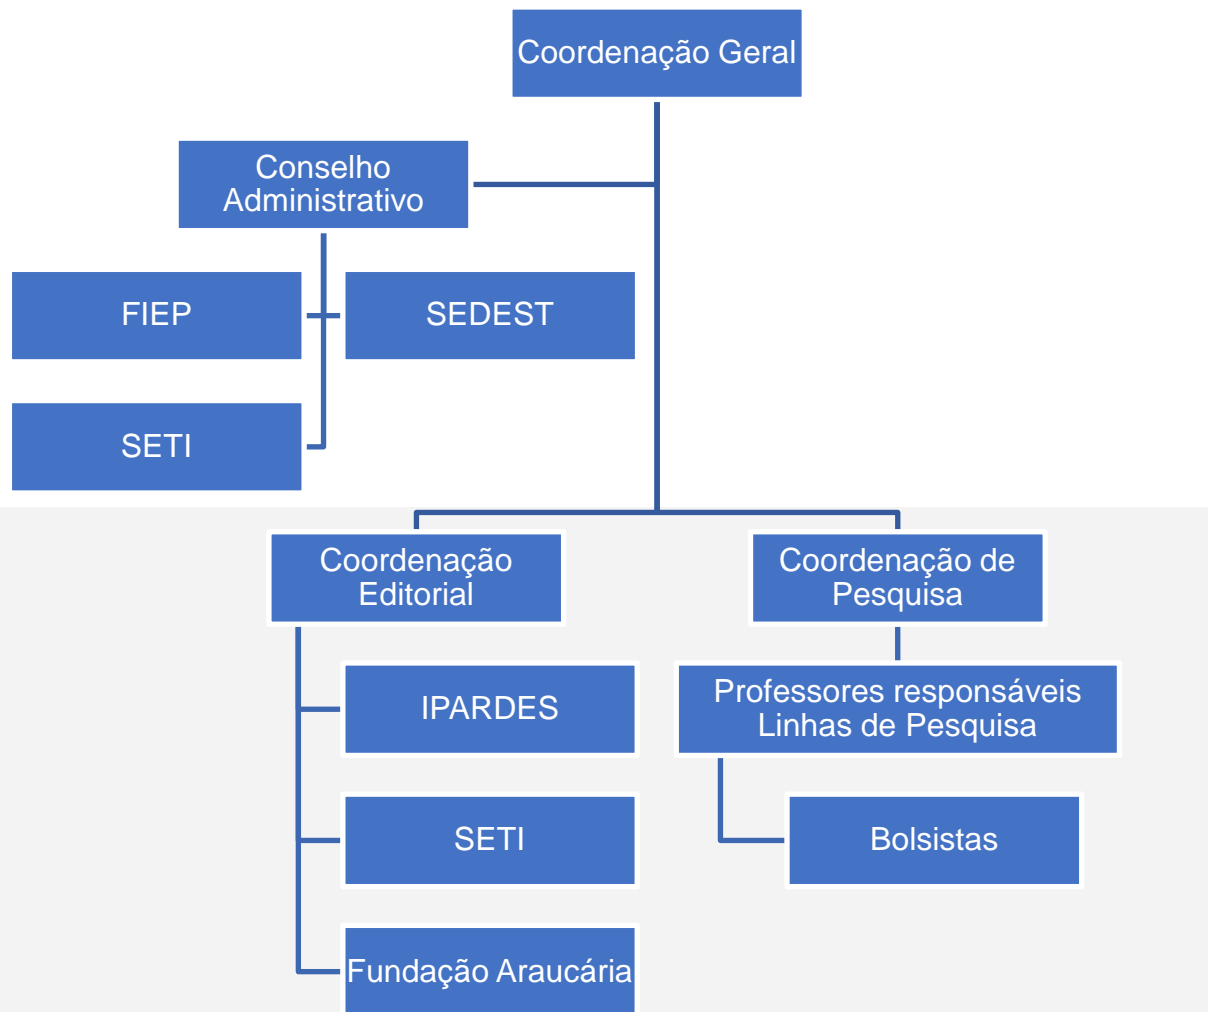 Coordenação Geral
Conselho
Administrativo
FIEP
SEDEST
SETI
Coordenação
Editorial
Coordenação de
Pesquisa
IPARDES
Professores responsáveis
Linhas de Pesquisa
SETI
Bolsistas
Fundação Araucária